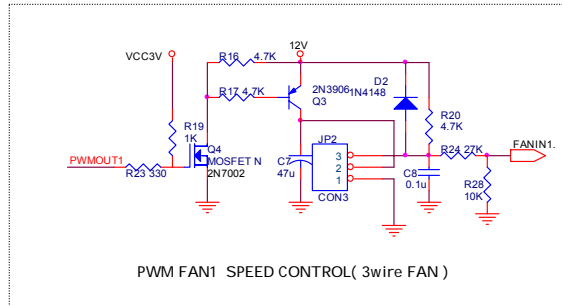 VCC3V
R16 4.7K
12V
R17 4.7K
2N3906
Q3
D2
1N4148
R19
1K
Q4
MOSFET N
2N7002
PWMOUT1
R23 330
C7
47u
JP2
3
2
1
CON3
R20
4.7K
R24 27K
FANIN1.
C8
0.1u
R28
10K
PWM FAN1 SPEED CONTROL( 3wire FAN )